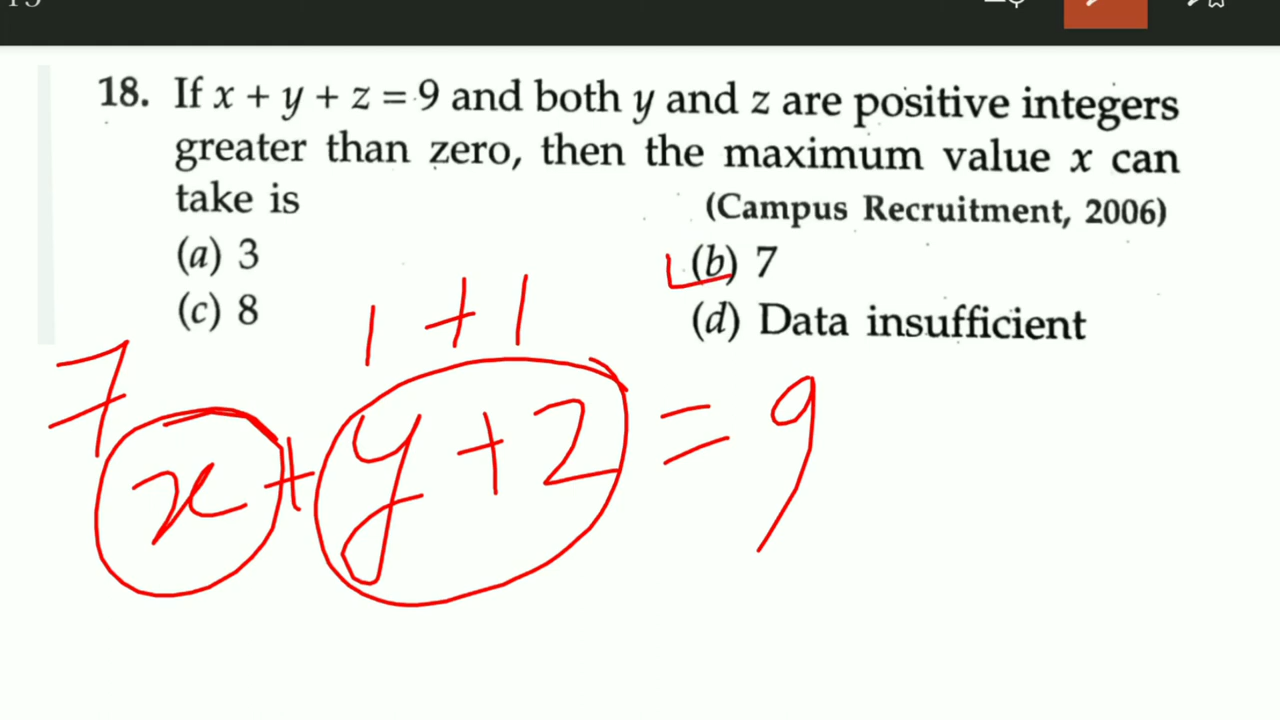 18. If x + y + z = 9 and both y and z are positive integers
greater than zero, then the maximum value x can
take is (Campus Recruitment, 2006)
(a) 3 (b) 7
(c) 8 (d) Data insufficient
1 + 1
7
x + y + z = 9